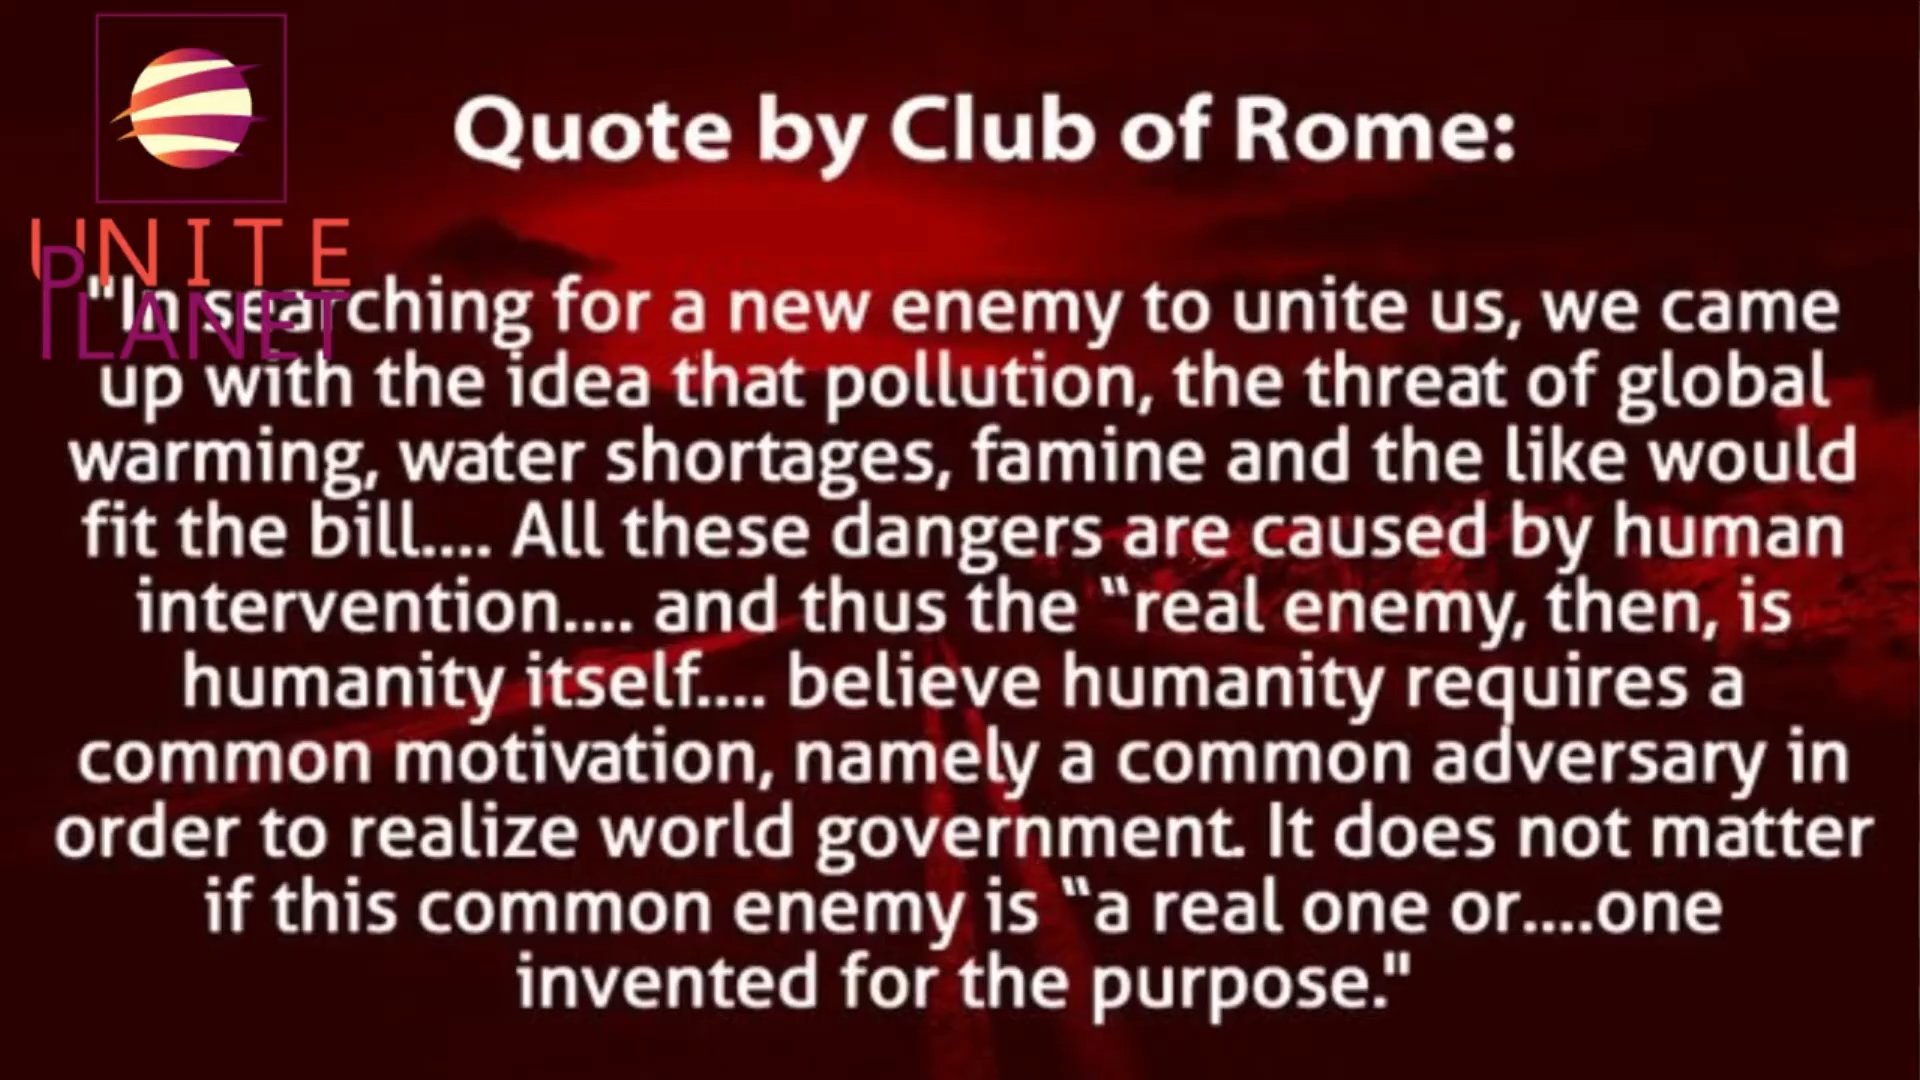 UNITE
PLANET
Quote by Club of Rome:
"In searching for a new enemy to unite us, we came
up with the idea that pollution, the threat of global
warming, water shortages, famine and the like would
fit the bill.... All these dangers are caused by human
intervention.... and thus the “real enemy, then, is
humanity itself.... believe humanity requires a
common motivation, namely a common adversary in
order to realize world government. It does not matter
if this common enemy is “a real one or....one
invented for the purpose."